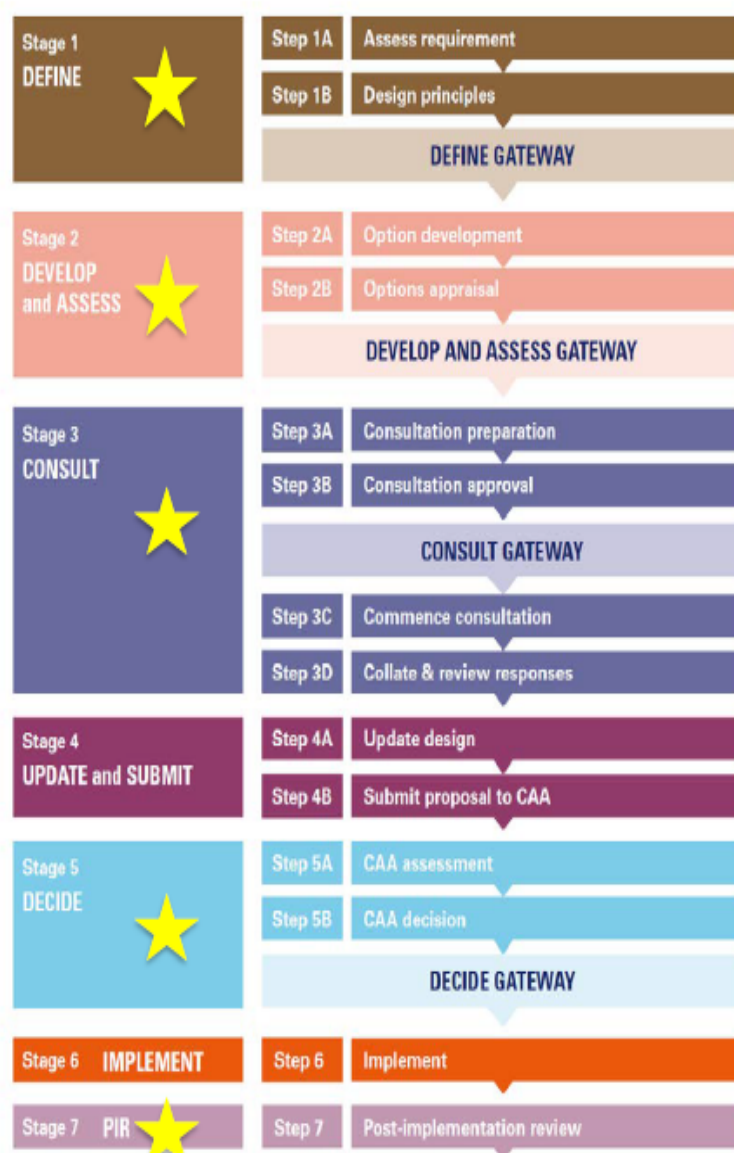 Stage 1
DEFINE
Step 1A Assess requirement
Step 1B Design principles
DEFINE GATEWAY
Stage 2
DEVELOP
and ASSESS
Step 2A Option development
Step 2B Options appraisal
DEVELOP AND ASSESS GATEWAY
Stage 3
CONSULT
Step 3A Consultation preparation
Step 3B Consultation approval
CONSULT GATEWAY
Step 3C Commence consultation
Step 3D Collate & review responses
Stage 4
UPDATE and SUBMIT
Step 4A Update design
Step 4B Submit proposal to CAA
Stage 5
DECIDE
Step 5A CAA assessment
Step 5B CAA decision
DECIDE GATEWAY
Stage 6 IMPLEMENT Step 6 Implement
Stage 7 PIR Step 7 Post-implementation review